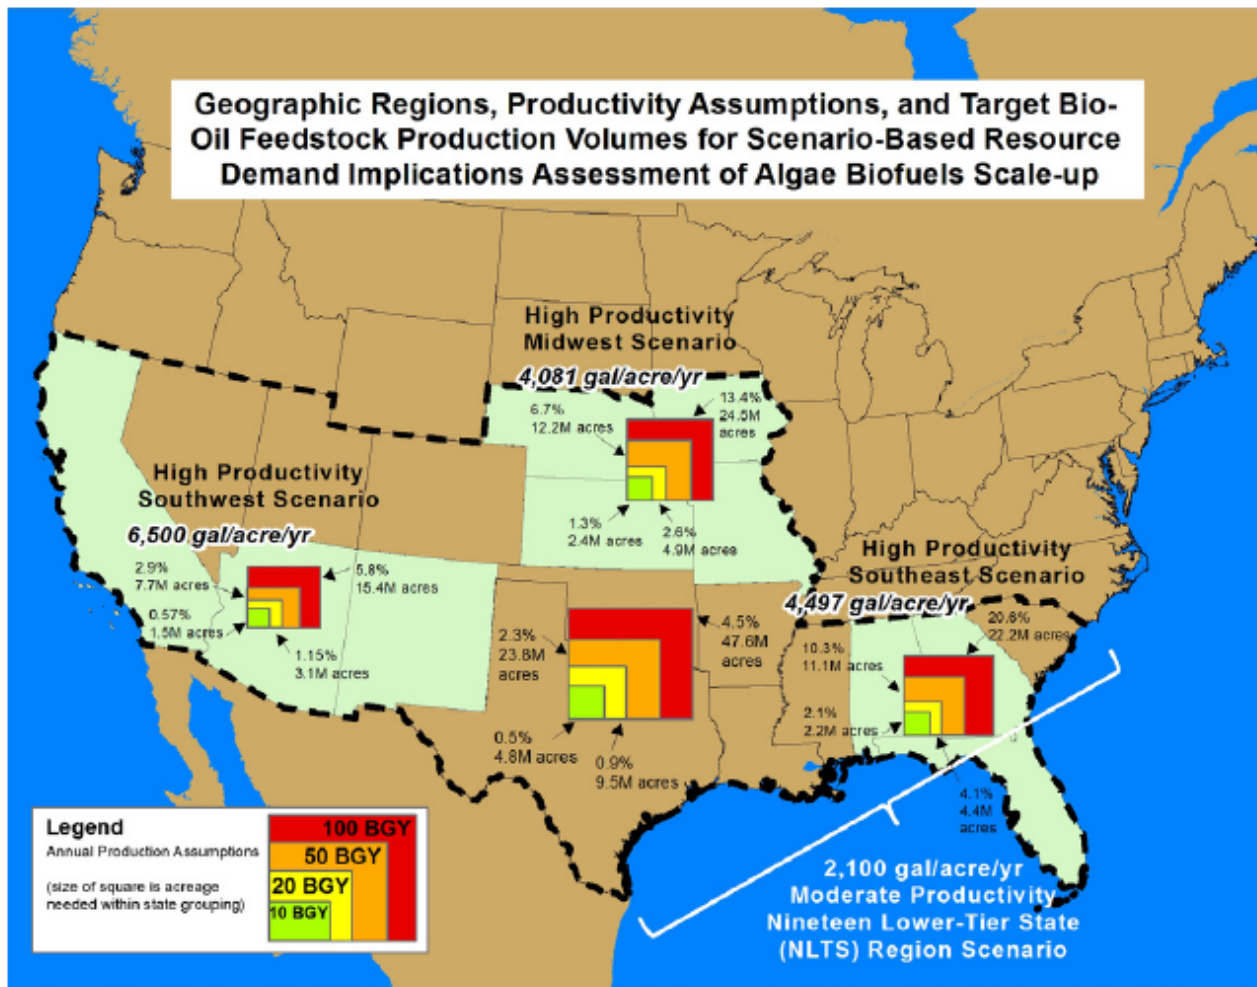 Geographic Regions, Productivity Assumptions, and Target Bio-
Oil Feedstock Production Volumes for Scenario-Based Resource
Demand Implications Assessment of Algae Biofuels Scale-up
High Productivity
Midwest Scenario
4,081 gal/acre/yr
6.7%
12.2M acres
13.4%
24.5M
acres
1.3%
2.4M acres
2.6%
4.9M acres
High Productivity
Southwest Scenario
6,500 gal/acre/yr
2.9%
7.7M acres
5.8%
15.4M acres
0.57%
1.5M acres
1.15%
3.1M acres
High Productivity
Southeast Scenario
4,497 gal/acre/yr
20.6%
22.2M acres
10.3%
11.1M acres
2.1%
2.2M acres
4.1%
4.4M
acres
2.3%
23.8M
acres
4.5%
47.6M
acres
0.5%
4.8M acres
0.9%
9.5M acres
Legend
Annual Production Assumptions
(size of square is acreage
needed within state grouping)
100 BGY
50 BGY
20 BGY
10 BGY
2,100 gal/acre/yr
Moderate Productivity
Nineteen Lower-Tier State
(NLTS) Region Scenario